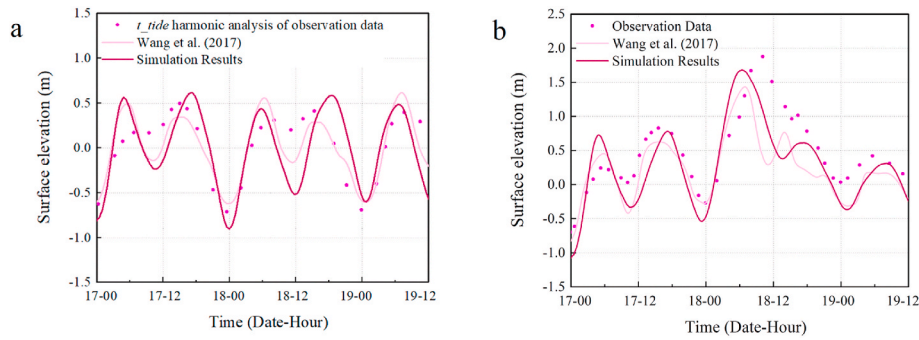 a
t_tide harmonic analysis of observation data
Wang et al. (2017)
Simulation Results
Surface elevation (m)
1.5
1.0
0.5
0.0
-0.5
-1.0
-1.5
17-00
17-12
18-00
18-12
19-00
19-12
Time (Date-Hour)
b
Observation Data
Wang et al. (2017)
Simulation Results
Surface elevation (m)
2.5
2.0
1.5
1.0
0.5
0.0
-0.5
-1.0
-1.5
17-00
17-12
18-00
18-12
19-00
19-12
Time (Date-Hour)